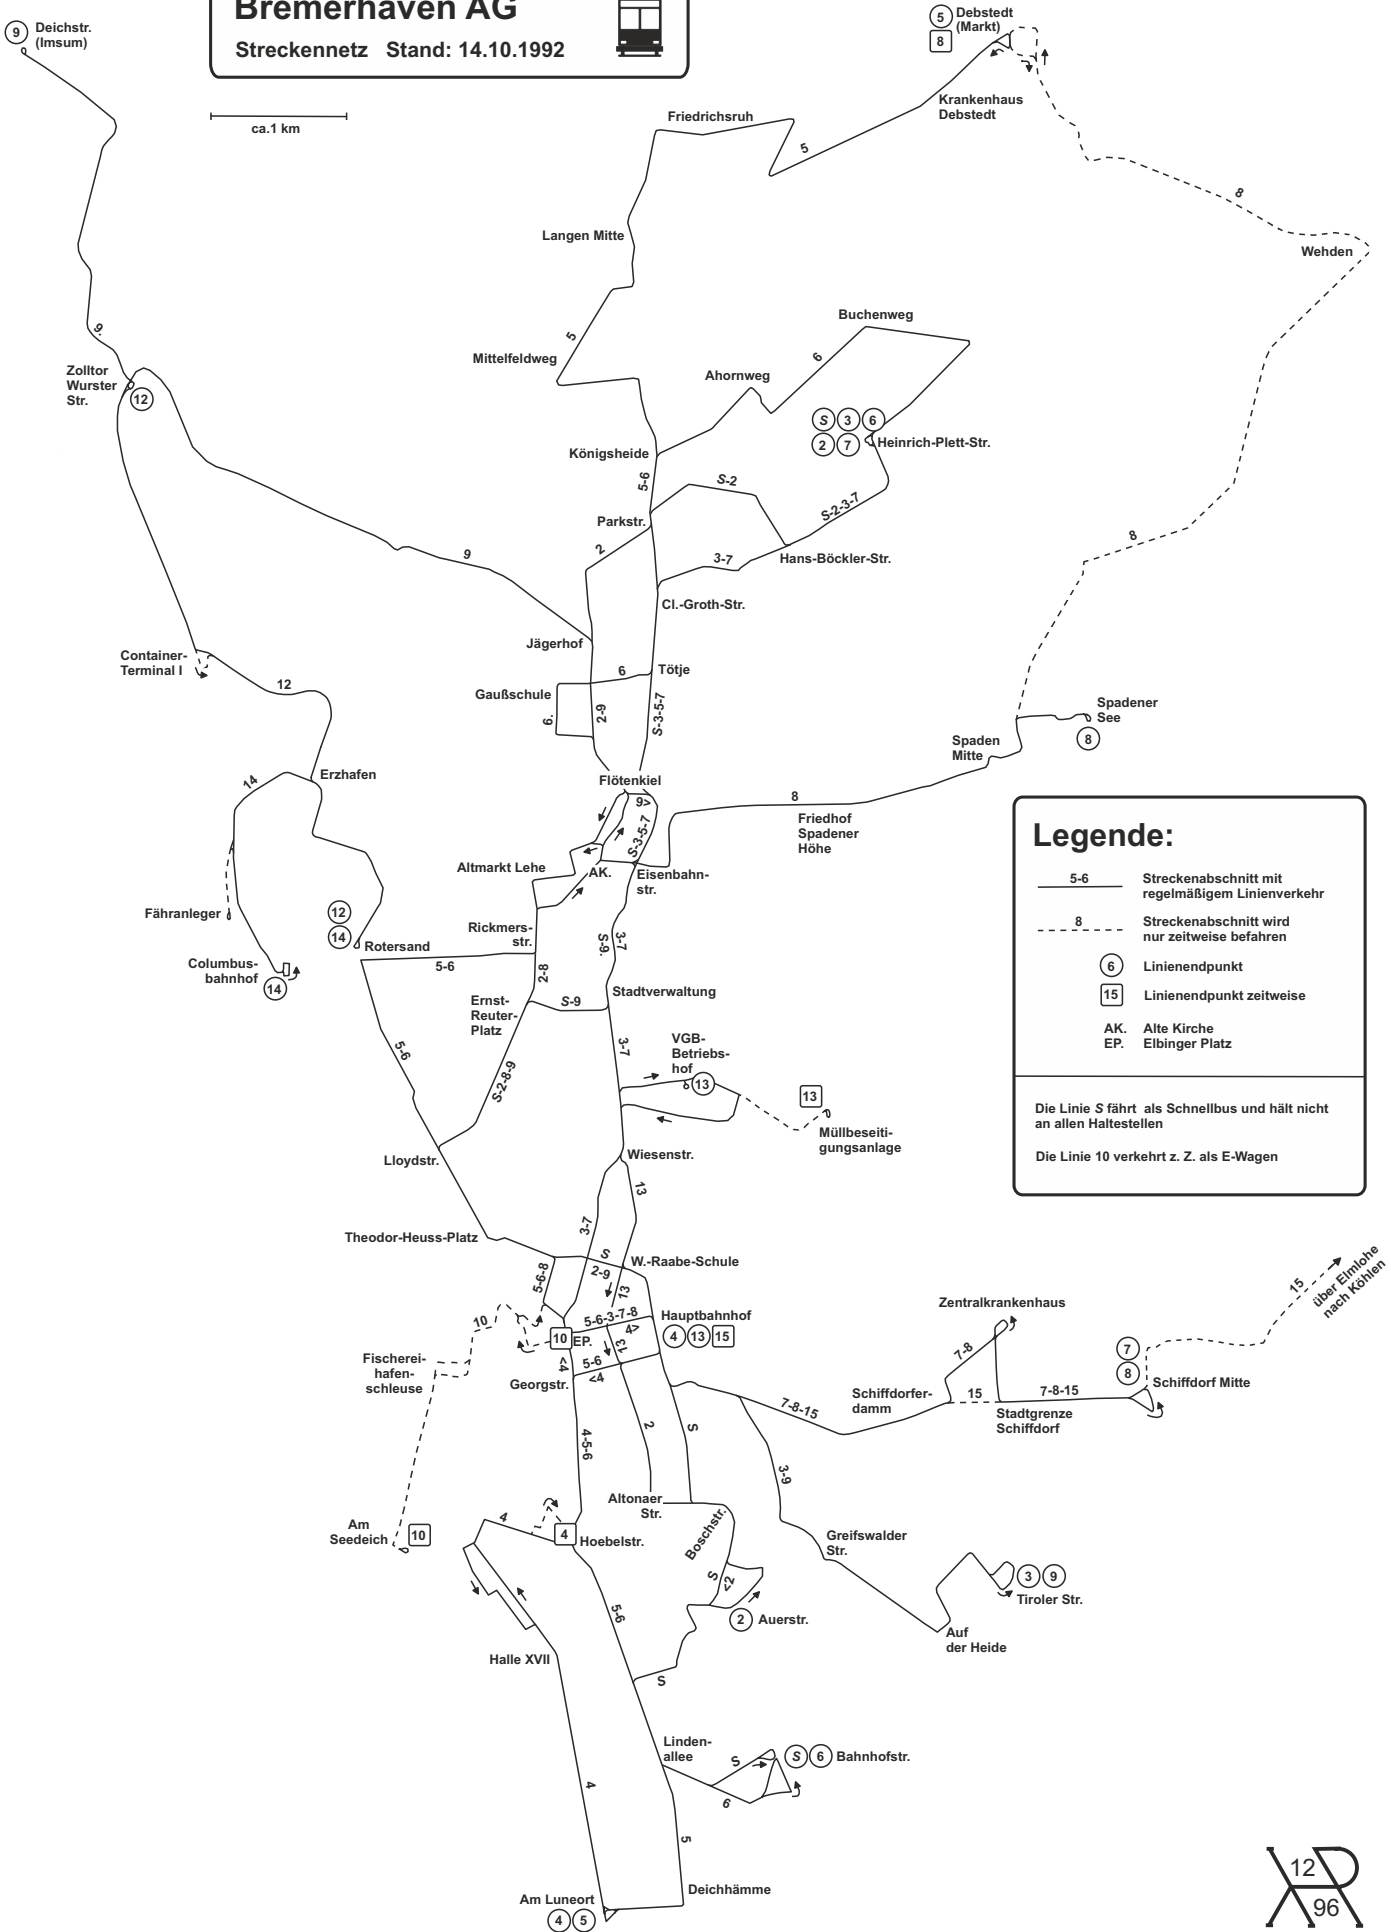 Bremerhaven AG
Streckennetz Stand: 14.10.1992
ca.1 km
9
Deichstr.
(Imsum)
5
8
Debstedt
(Markt)
Krankenhaus
Debstedt
Friedrichsruh
5
8
Wehden
Langen Mitte
5
Mittelfeldweg
9.
Zolltor
Wurster
Str.
12
Buchenweg
6
Ahornweg
S
3
6
2
7
Heinrich-Plett-Str.
Königsheide
5-6
S-2
S-2-3-7
Parkstr.
2
3-7
Hans-Böckler-Str.
8
9
Cl.-Groth-Str.
Jägerhof
Container-
Terminal I
12
6
Tötje
Gaußschule
6.
2-9
S-3-5-7
Spadener
See
8
Spaden
Mitte
Flötenkiel
9>
S-3-5-7
8
Friedhof
Spadener
Höhe
14
Erzhafen
Altmarkt Lehe
AK.
Eisenbahn-
str.
Fähranleger
12
14
Rotersand
Columbus-
bahnhof
14
Rickmers-
str.
5-6
2-8
S-9.
3-7
Stadtverwaltung
Ernst-
Reuter-
Platz
S-9
5-6
S-2-8-9
3-7
VGB-
Betriebs-
hof
13
13
Müllbeseiti-
gungsanlage
Lloydstr.
Wiesenstr.
13
3-7
Theodor-Heuss-Platz
S
2-9
W.-Raabe-Schule
5-6-8
13
5-6-3-7-8
4>
Hauptbahnhof
4
13
15
10
10
EP.
13
<4
5-6
<4
Fischerei-
hafen-
schleuse
Georgstr.
Zentralkrankenhaus
7-8
15
über Elmlohe
nach Köhlen
7
8
Schiffdorf Mitte
7-8-15
Schiffdorfer-
damm
15
7-8-15
Stadtgrenze
Schiffdorf
4-5-6
2
S
3-9
Altonaer
Str.
Boschstr.
Am
Seedeich
10
4
4
Hoebelstr.
Greifswalder
Str.
S
<2
2
Auerstr.
3
9
Tiroler Str.
Auf
der Heide
5-6
Halle XVII
S
Linden-
allee
S
S
6
Bahnhofstr.
6
4
5
Am Luneort
4
5
Deichhämme
Legende:
5-6
Streckenabschnitt mit
regelmäßigem Linienverkehr
8
Streckenabschnitt wird
nur zeitweise befahren
6
Linienendpunkt
15
Linienendpunkt zeitweise
AK. Alte Kirche
EP. Elbinger Platz
Die Linie S fährt als Schnellbus und hält nicht
an allen Haltestellen
Die Linie 10 verkehrt z. Z. als E-Wagen
12
96